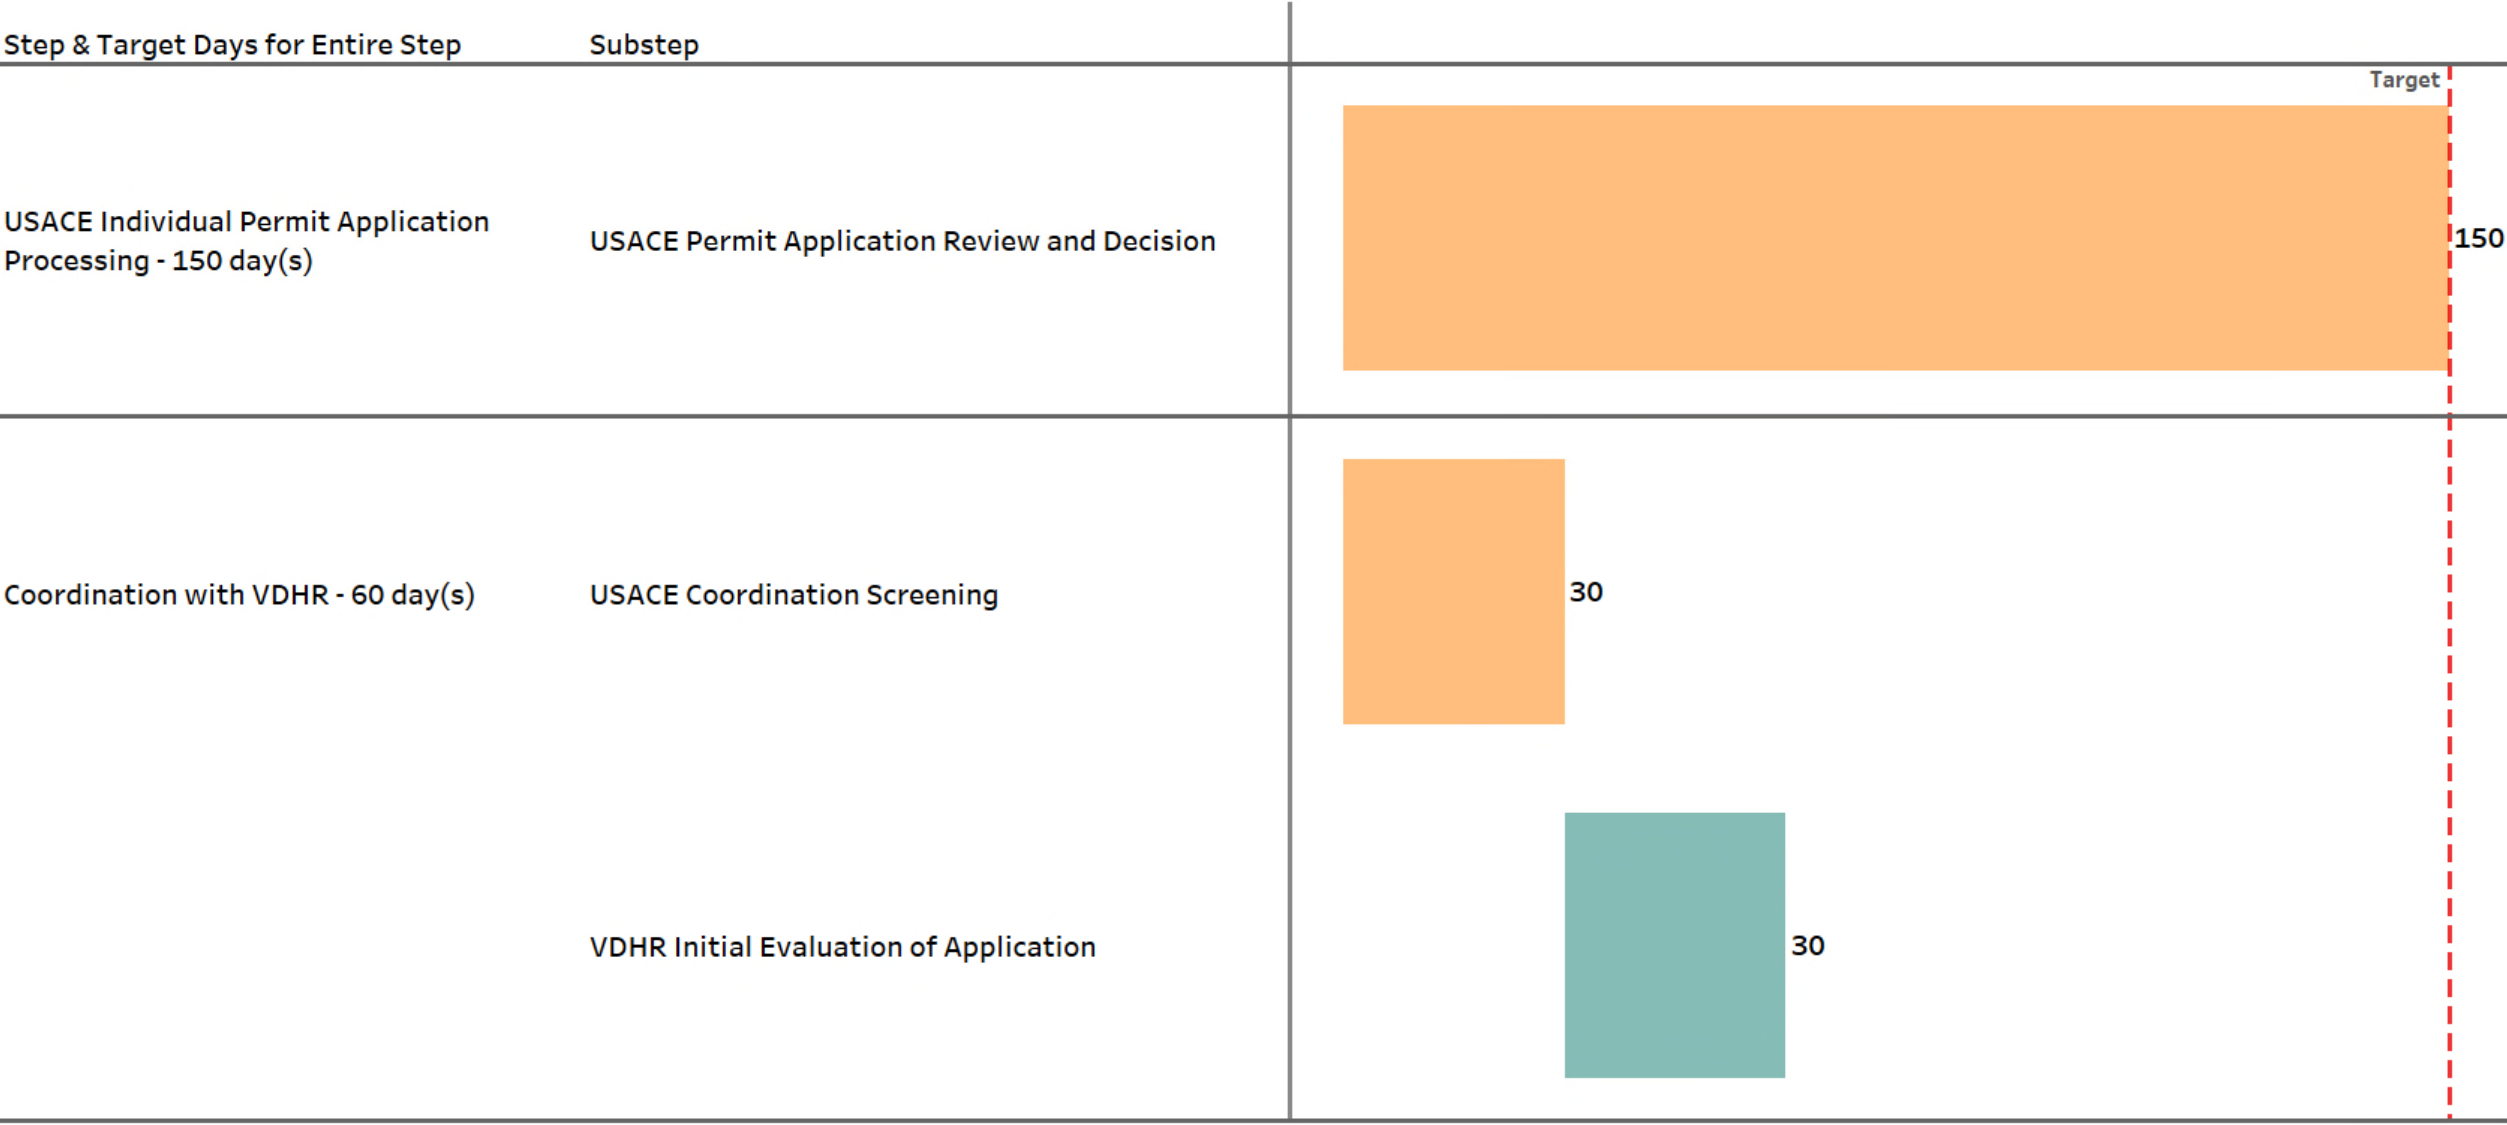 Step & Target Days for Entire Step
Substep
Target
USACE Individual Permit Application
Processing - 150 day(s)
USACE Permit Application Review and Decision
150
Coordination with VDHR - 60 day(s)
USACE Coordination Screening
30
VDHR Initial Evaluation of Application
30